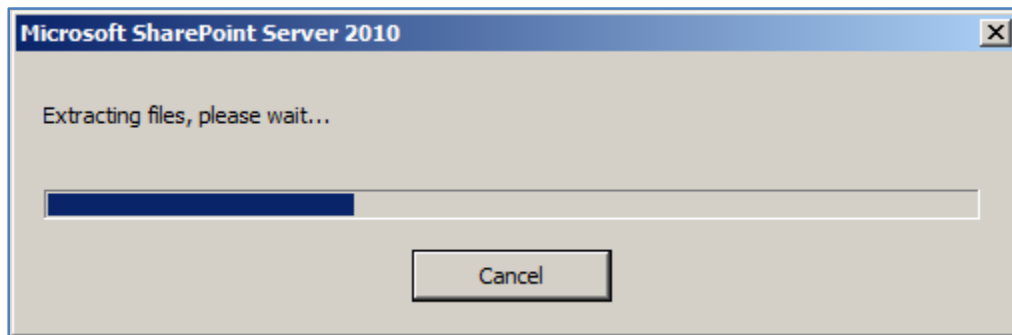 Microsoft SharePoint Server 2010
Extracting files, please wait...
Cancel